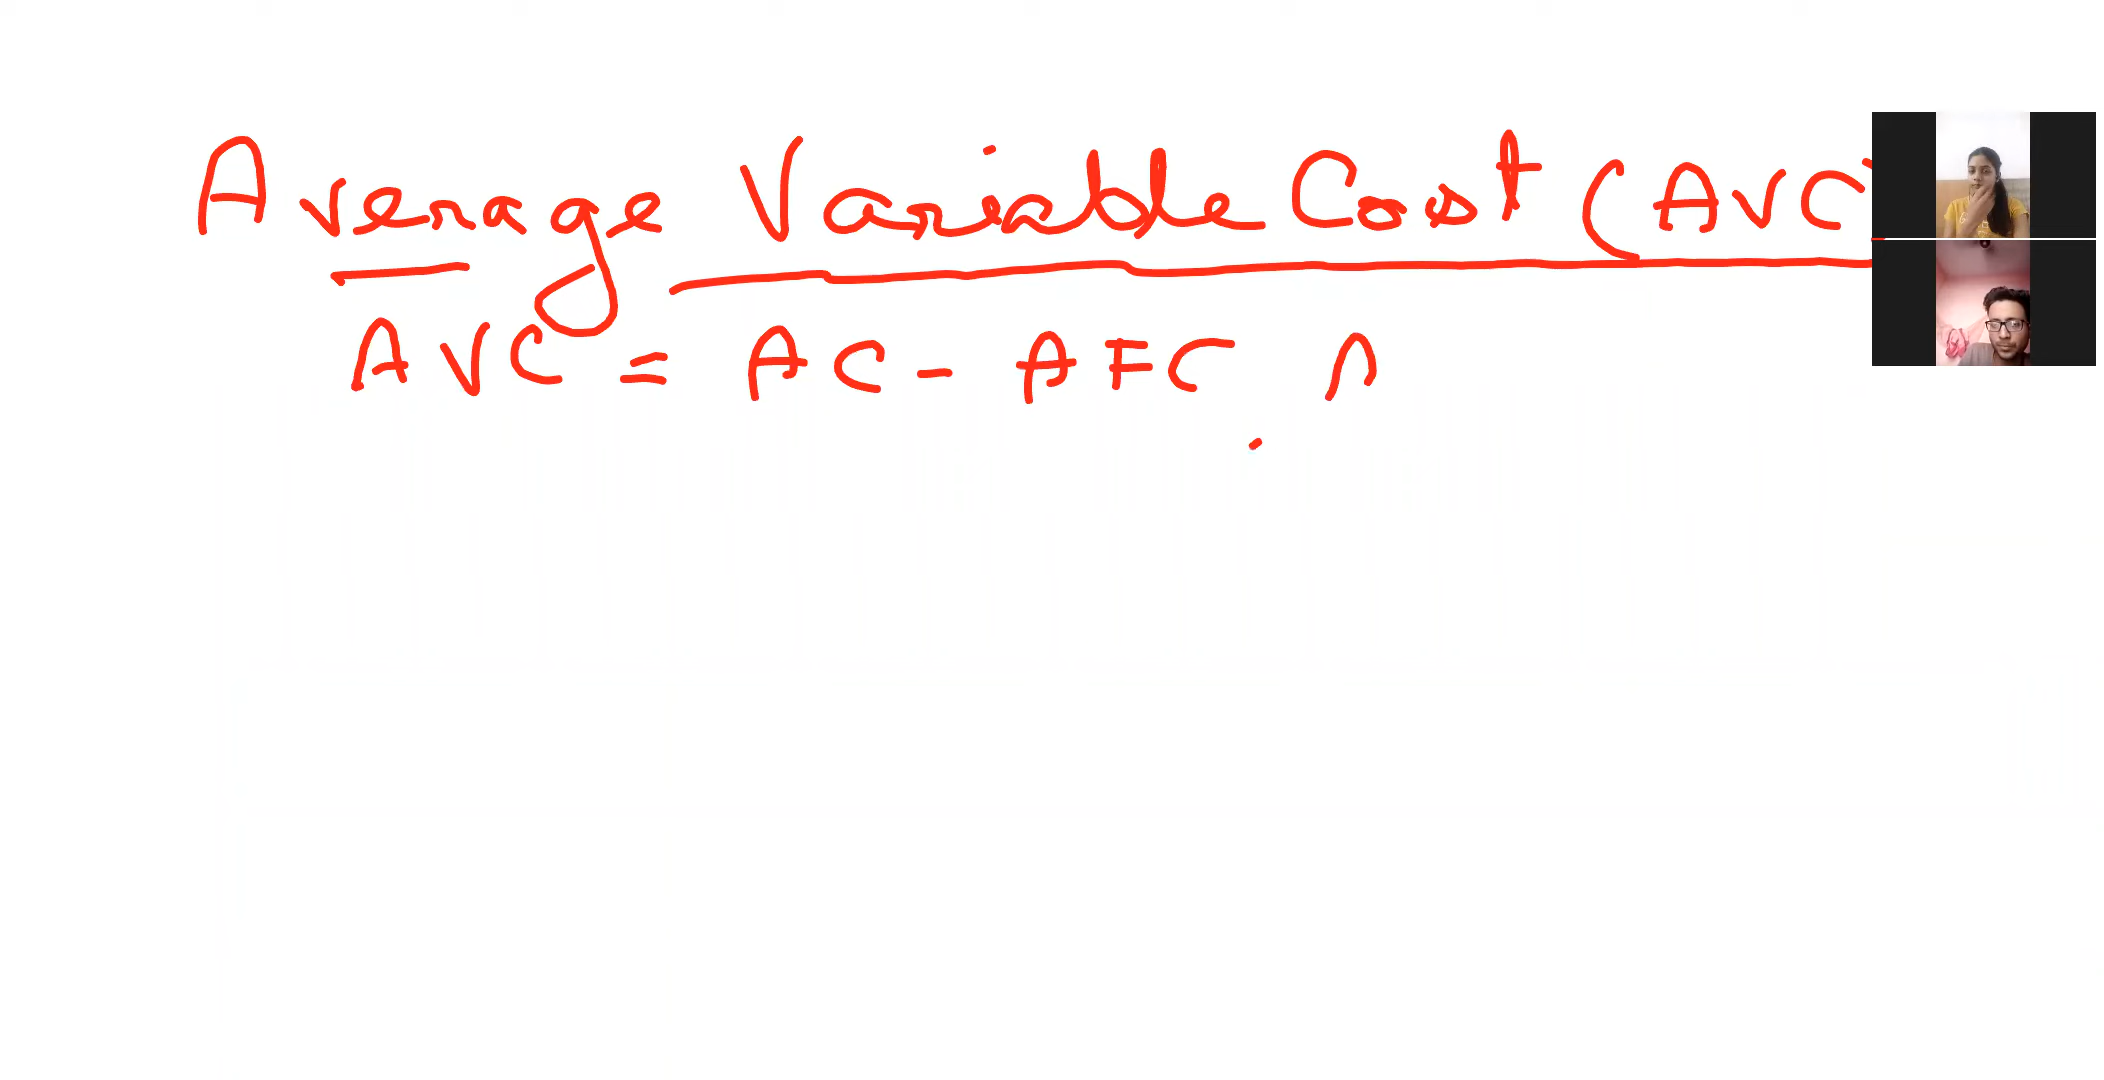 Average Variable Cost (AVC)
AVC = AC - AFC A